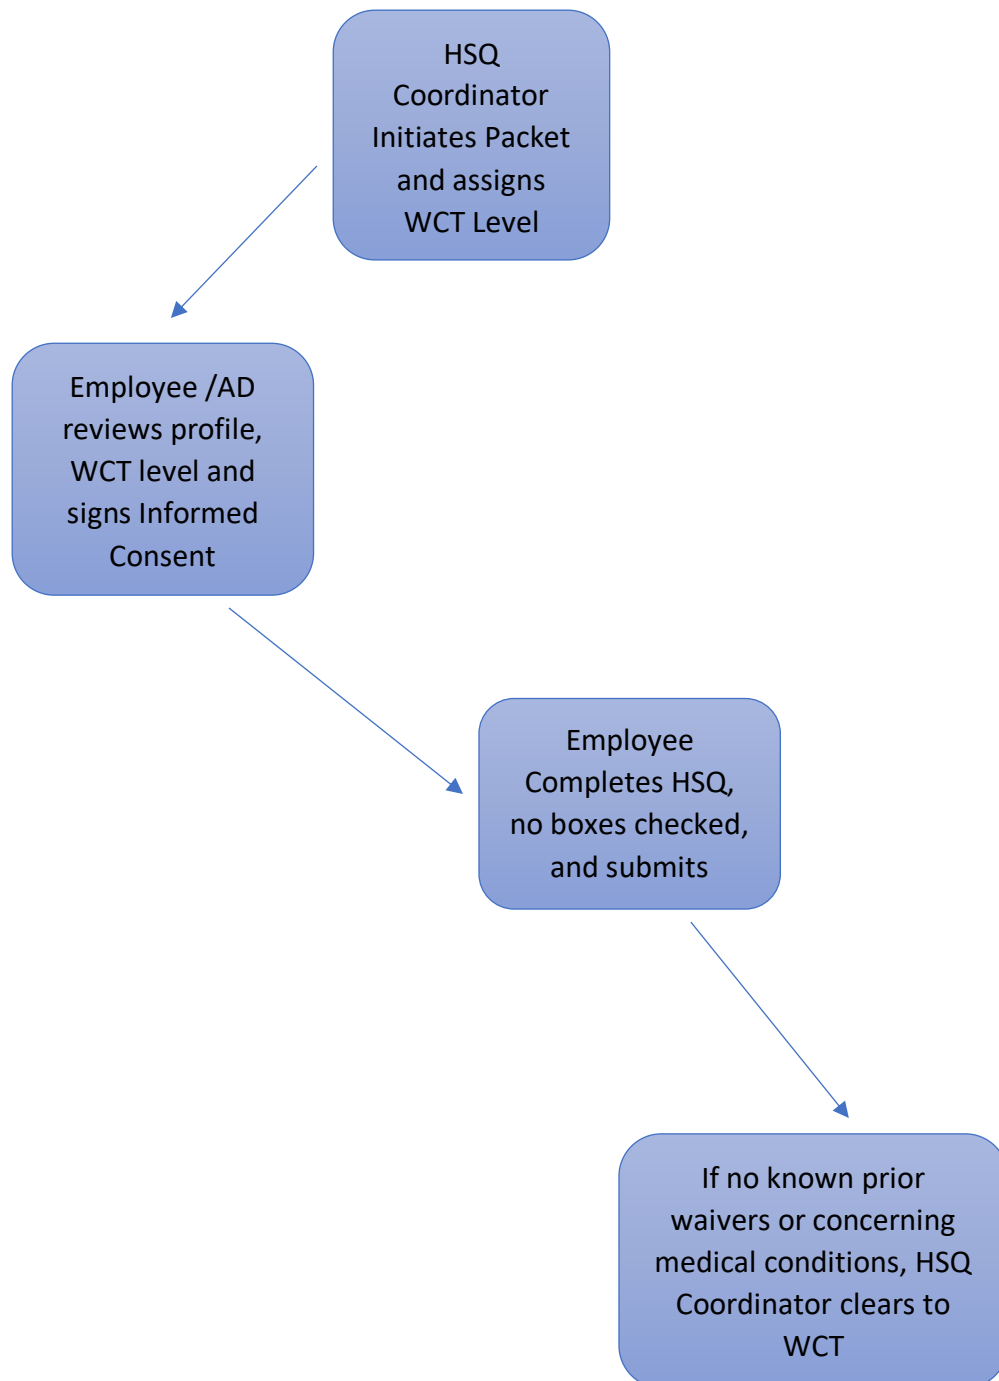 HSQ
Coordinator
Initiates Packet
and assigns
WCT Level
Employee /AD
reviews profile,
WCT level and
signs Informed
Consent
Employee
Completes HSQ,
no boxes checked,
and submits
If no known prior
waivers or concerning
medical conditions, HSQ
Coordinator clears to
WCT